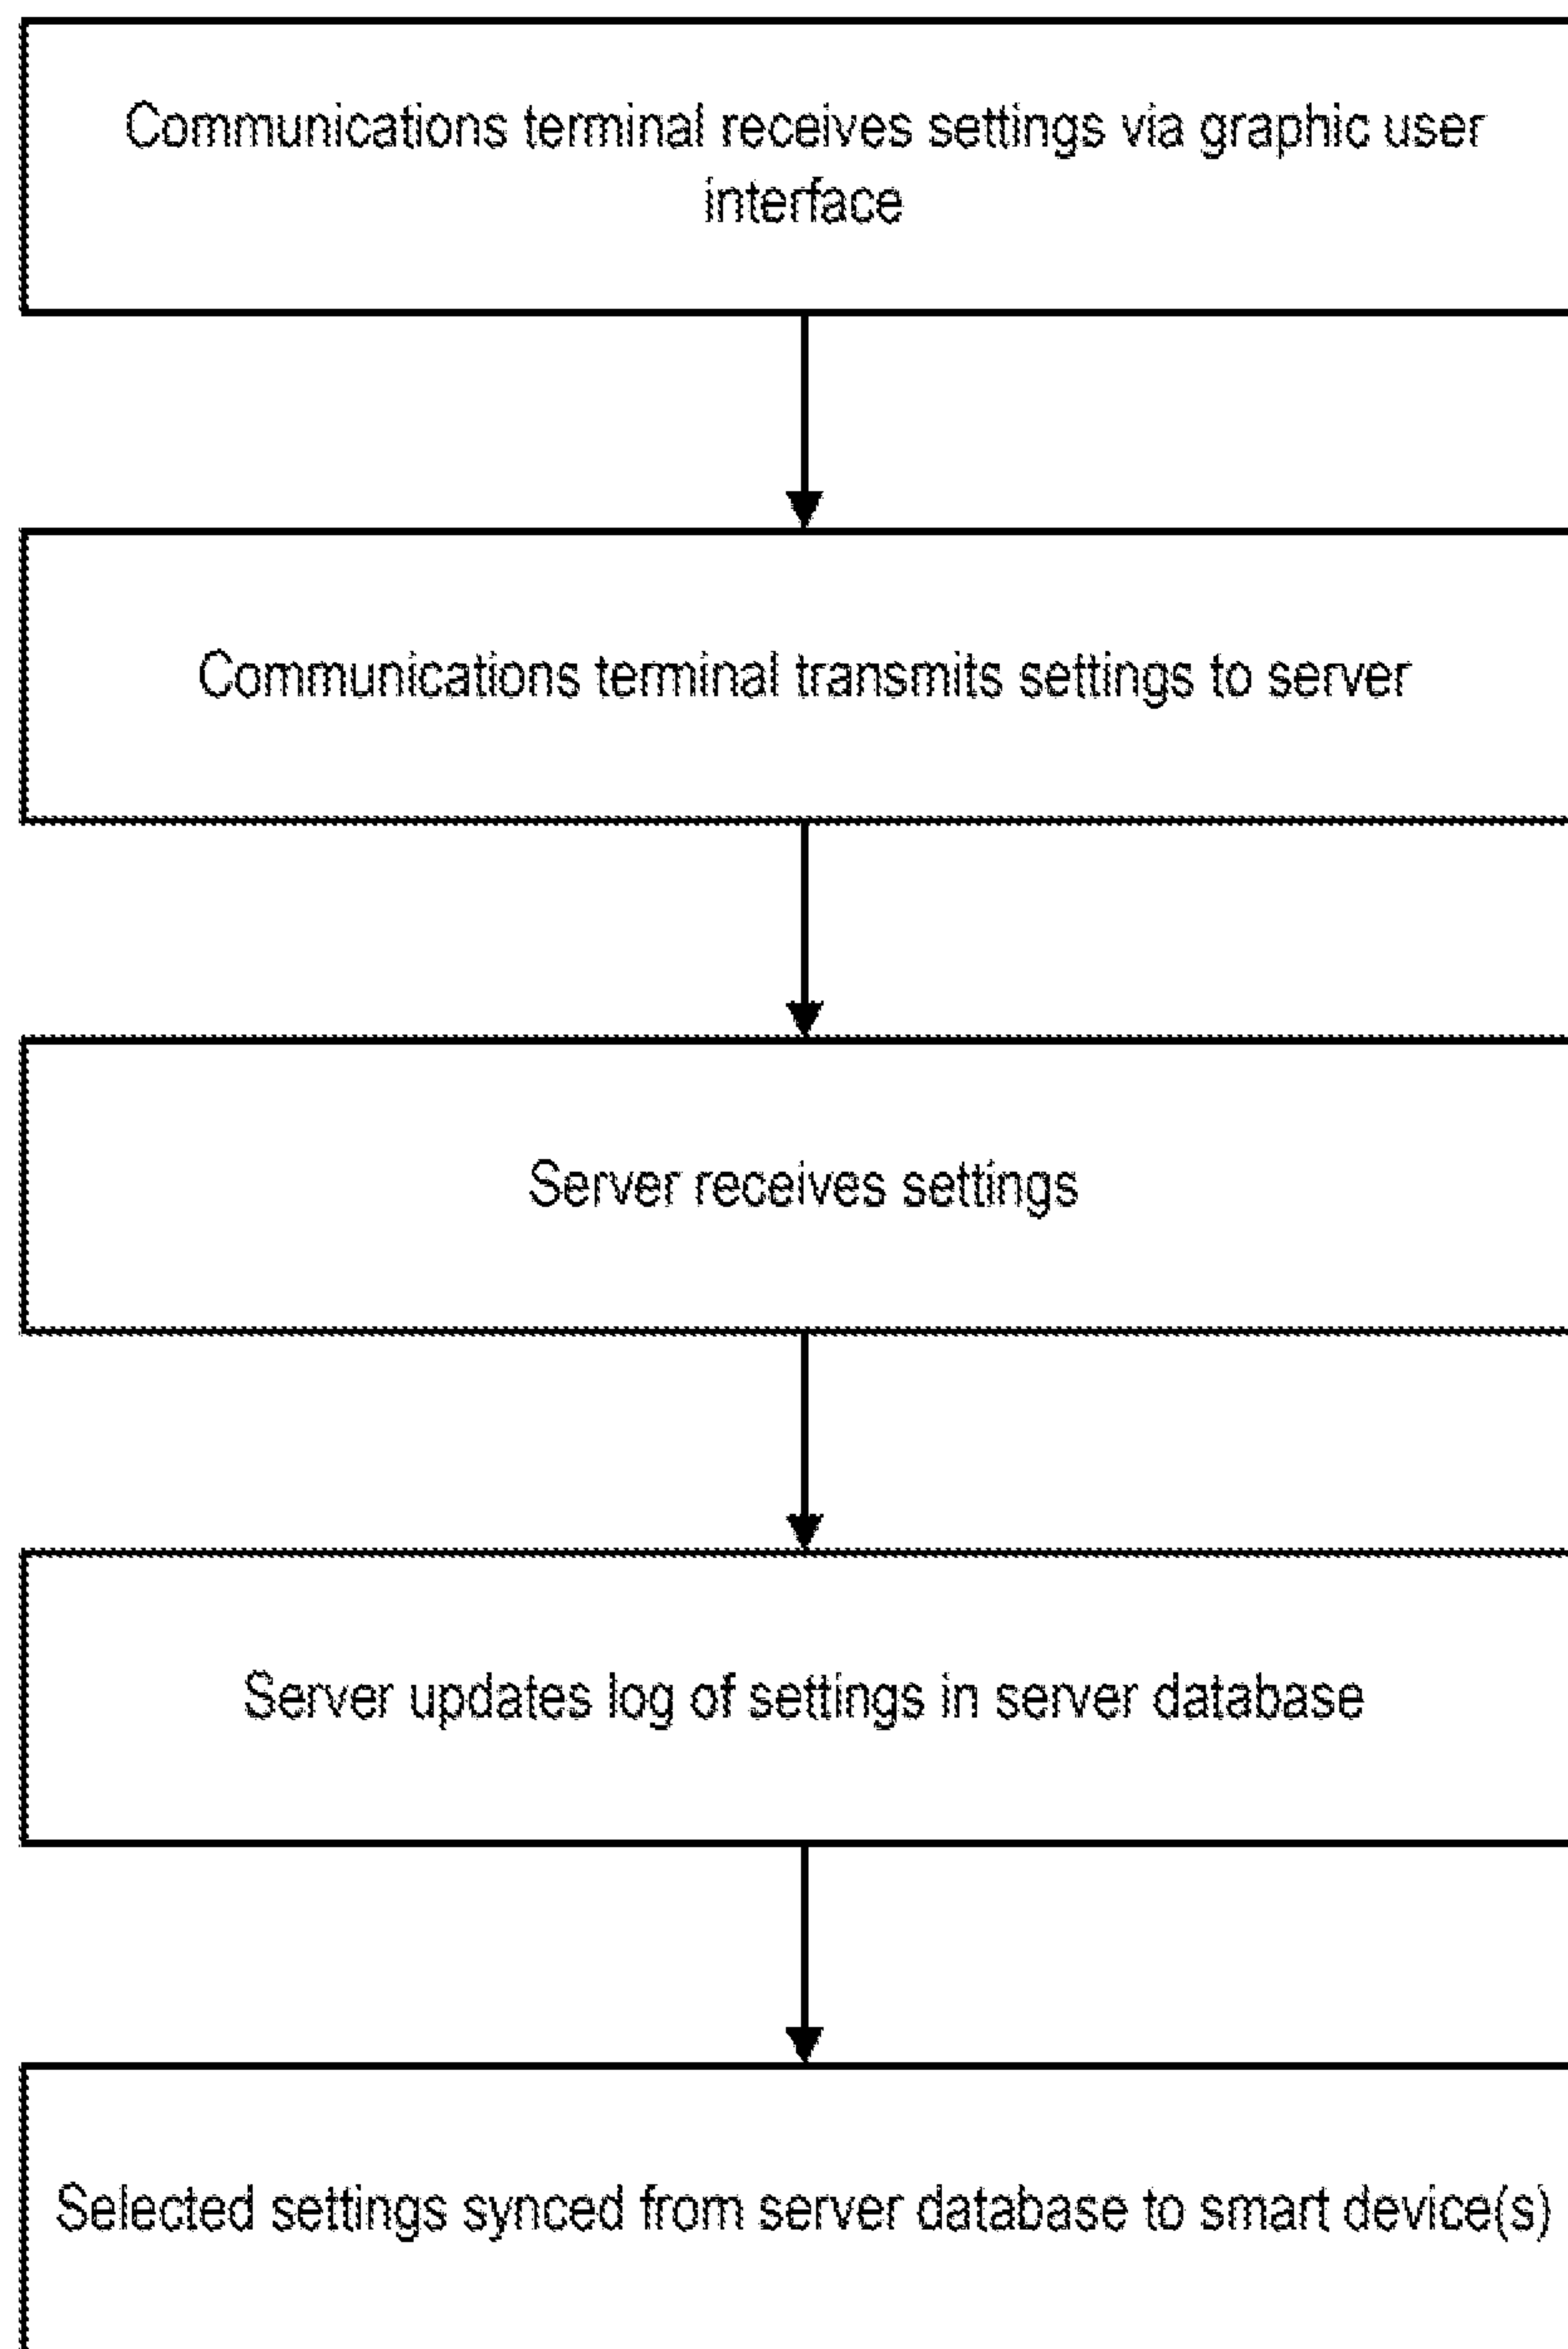 Communications terminal receives settings via graphic user
interface
Communications terminal transmits settings to server
Server receives settings
Server updates log of settings in server database
Selected settings synced from server database to smart device(s)